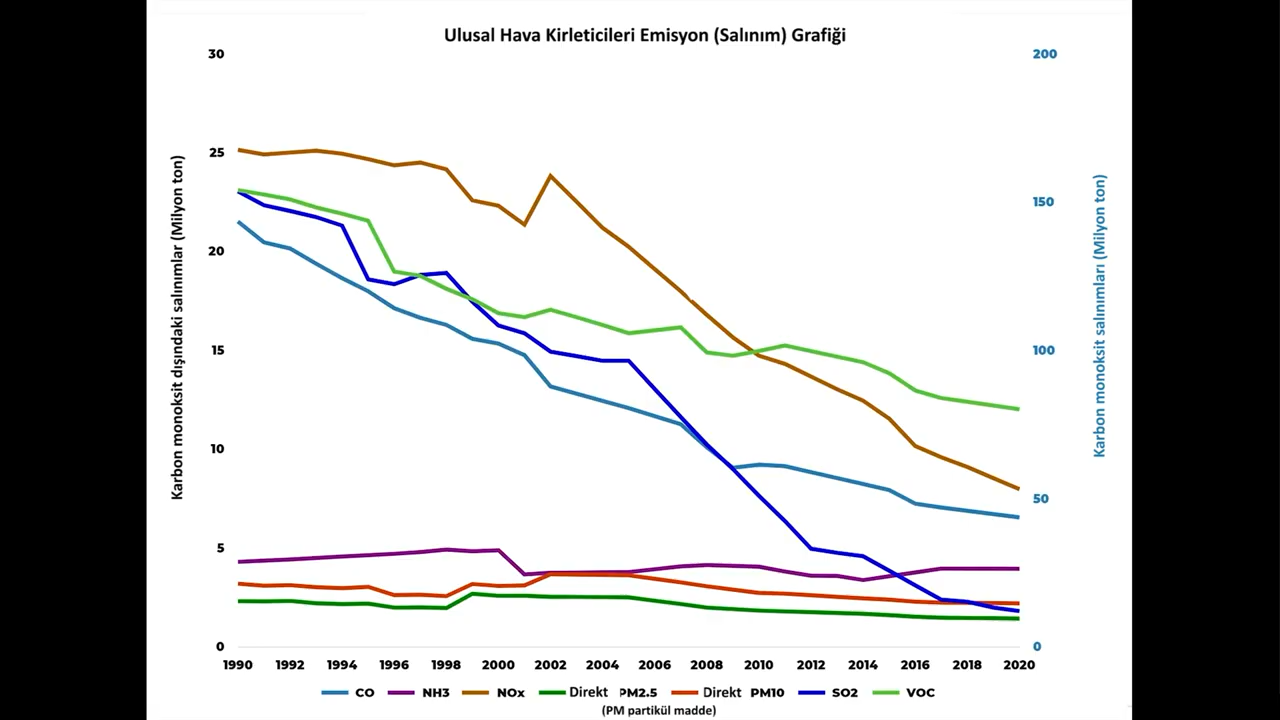 Ulusal Hava Kirleticileri Emisyon (Salınım) Grafiği
30
25
20
15
10
5
0
Karbon monoksit dışındaki salınımlar (Milyon ton)
200
150
100
50
0
Karbon monoksit salınımları (Milyon ton)
1990 1992 1994 1996 1998 2000 2002 2004 2006 2008 2010 2012 2014 2016 2018 2020
CO NH3 NOx Direkt PM2.5 Direkt PM10 SO2 VOC
(PM partikül madde)